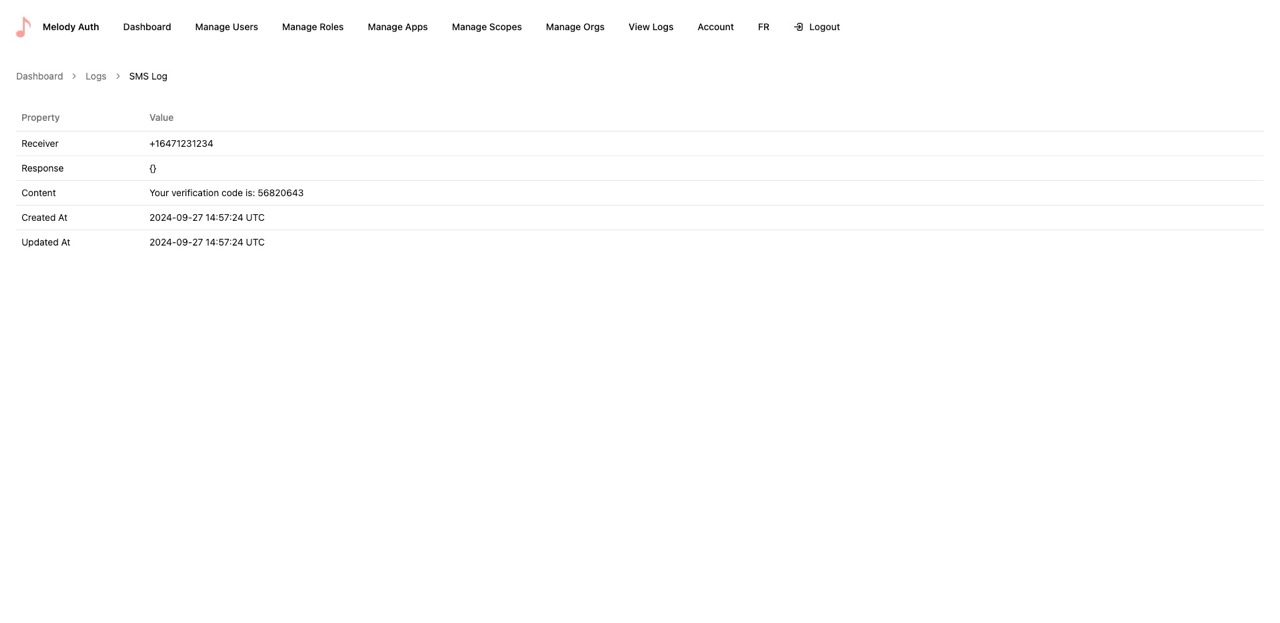 Melody Auth Dashboard Manage Users Manage Roles Manage Apps Manage Scopes Manage Orgs View Logs Account FR Logout
Dashboard > Logs > SMS Log
Property Value
Receiver +16471231234
Response {}
Content Your verification code is: 56820643
Created At 2024-09-27 14:57:24 UTC
Updated At 2024-09-27 14:57:24 UTC